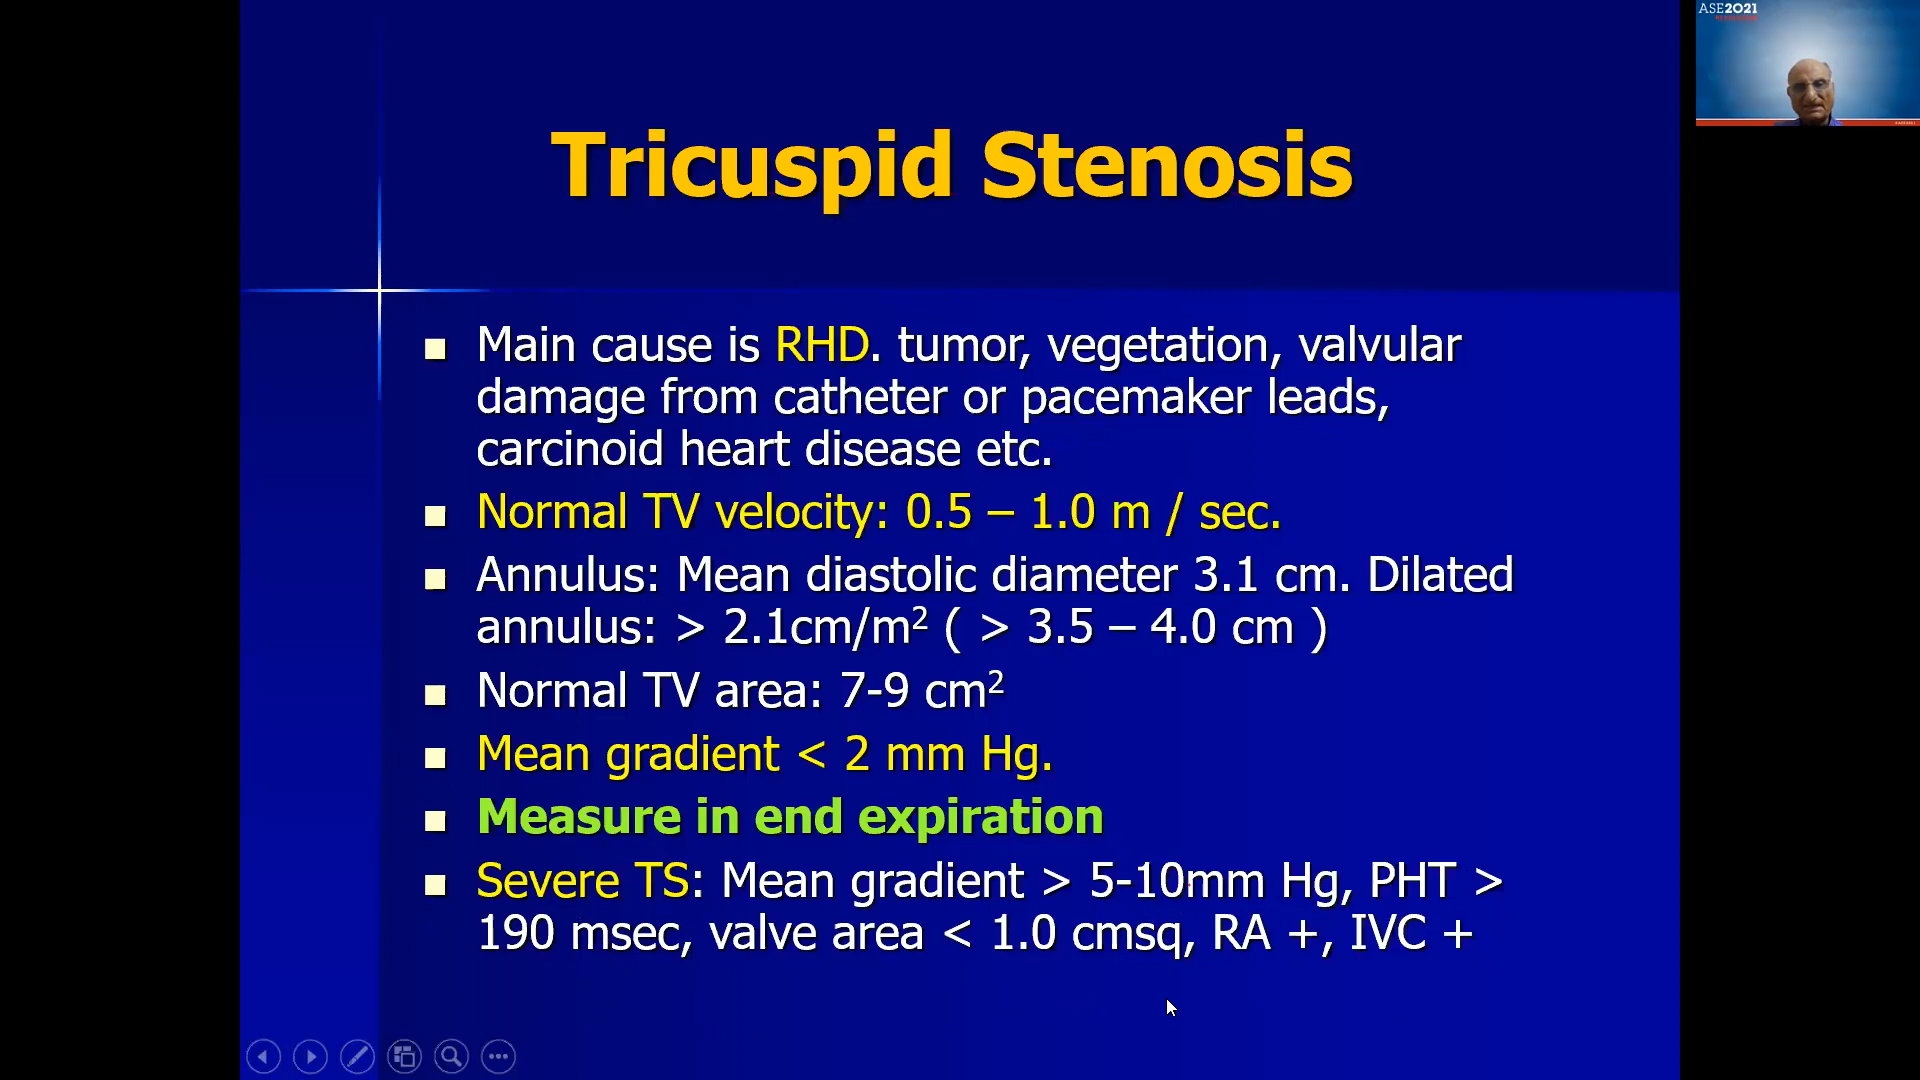 ASE2021
Tricuspid Stenosis
Main cause is RHD. tumor, vegetation, valvular
damage from catheter or pacemaker leads,
carcinoid heart disease etc.
Normal TV velocity: 0.5 – 1.0 m / sec.
Annulus: Mean diastolic diameter 3.1 cm. Dilated
annulus: > 2.1cm/m² ( > 3.5 – 4.0 cm )
Normal TV area: 7-9 cm²
Mean gradient < 2 mm Hg.
Measure in end expiration
Severe TS: Mean gradient > 5-10mm Hg, PHT >
190 msec, valve area < 1.0 cmsq, RA +, IVC +